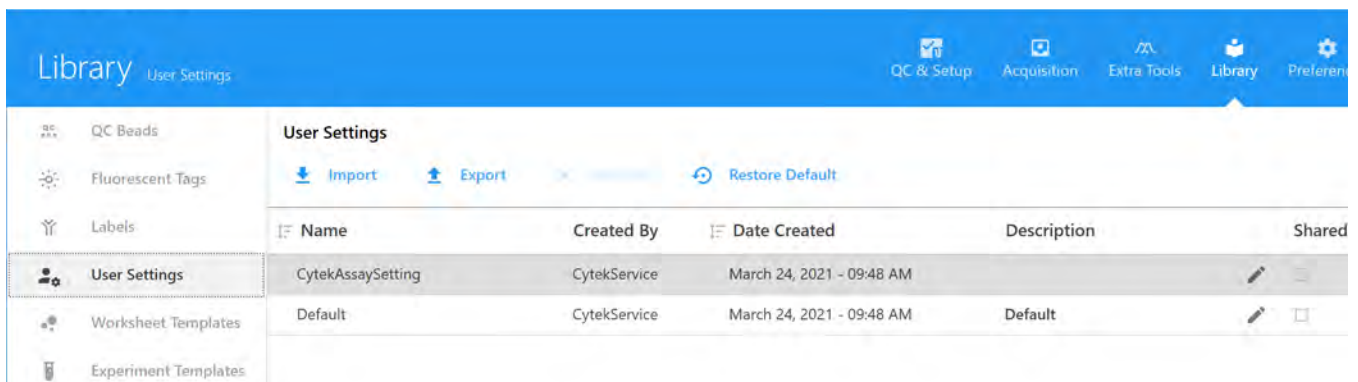 Library User Settings
QC & Setup Acquisition Extra Tools Library Preferen
QC Beads
Fluorescent Tags
Labels
User Settings
Worksheet Templates
Experiment Templates
User Settings
Import Export Restore Default
Name Created By Date Created Description Shared
CytekAssaySetting CytekService March 24, 2021 - 09:48 AM
Default CytekService March 24, 2021 - 09:48 AM Default